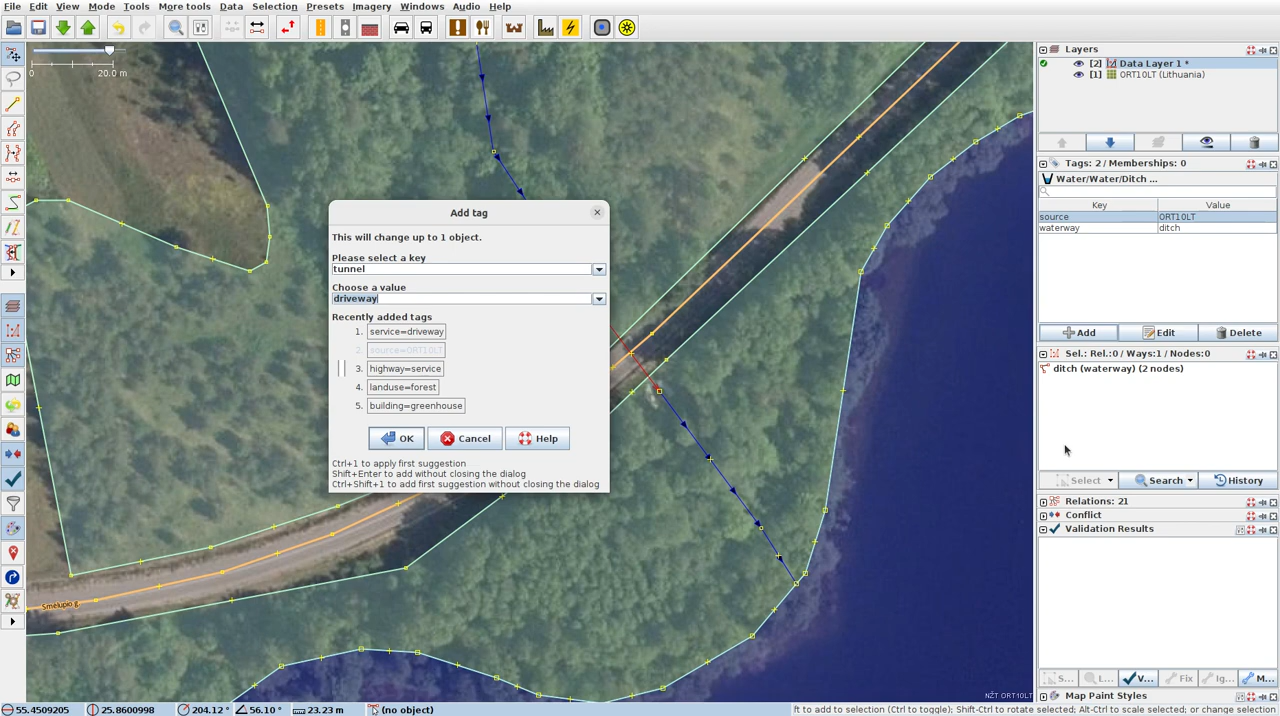 File Edit View Mode Tools More tools Data Selection Presets Imagery Windows Audio Help
0 20.0 m
Smėlupio g.
NŽT ORT10LT
Add tag
This will change up to 1 object.
Please select a key
tunnel
Choose a value
driveway
Recently added tags
1. service=driveway
2. source=ORT10LT
3. highway=service
4. landuse=forest
5. building=greenhouse
OK Cancel Help
Ctrl+1 to apply first suggestion
Shift+Enter to add without closing the dialog
Ctrl+Shift+1 to add first suggestion without closing the dialog
Layers
[2] Data Layer 1 *
[1] ORT10LT (Lithuania)
Tags: 2 / Memberships: 0
Water/Water/Ditch ...
Key Value
source ORT10LT
waterway ditch
Add Edit Delete
Sel.: Rel.:0 / Ways:1 / Nodes:0
ditch (waterway) (2 nodes)
Select Search History
Relations: 21
Conflict
Validation Results
S... L... V... Fix Ig... M...
Map Paint Styles
55.4509205 25.8600998 204.12° 56.10° 23.23 m (no object) ft to add to selection (Ctrl to toggle); Shift-Ctrl to rotate selected; Alt-Ctrl to scale selected; or change selection